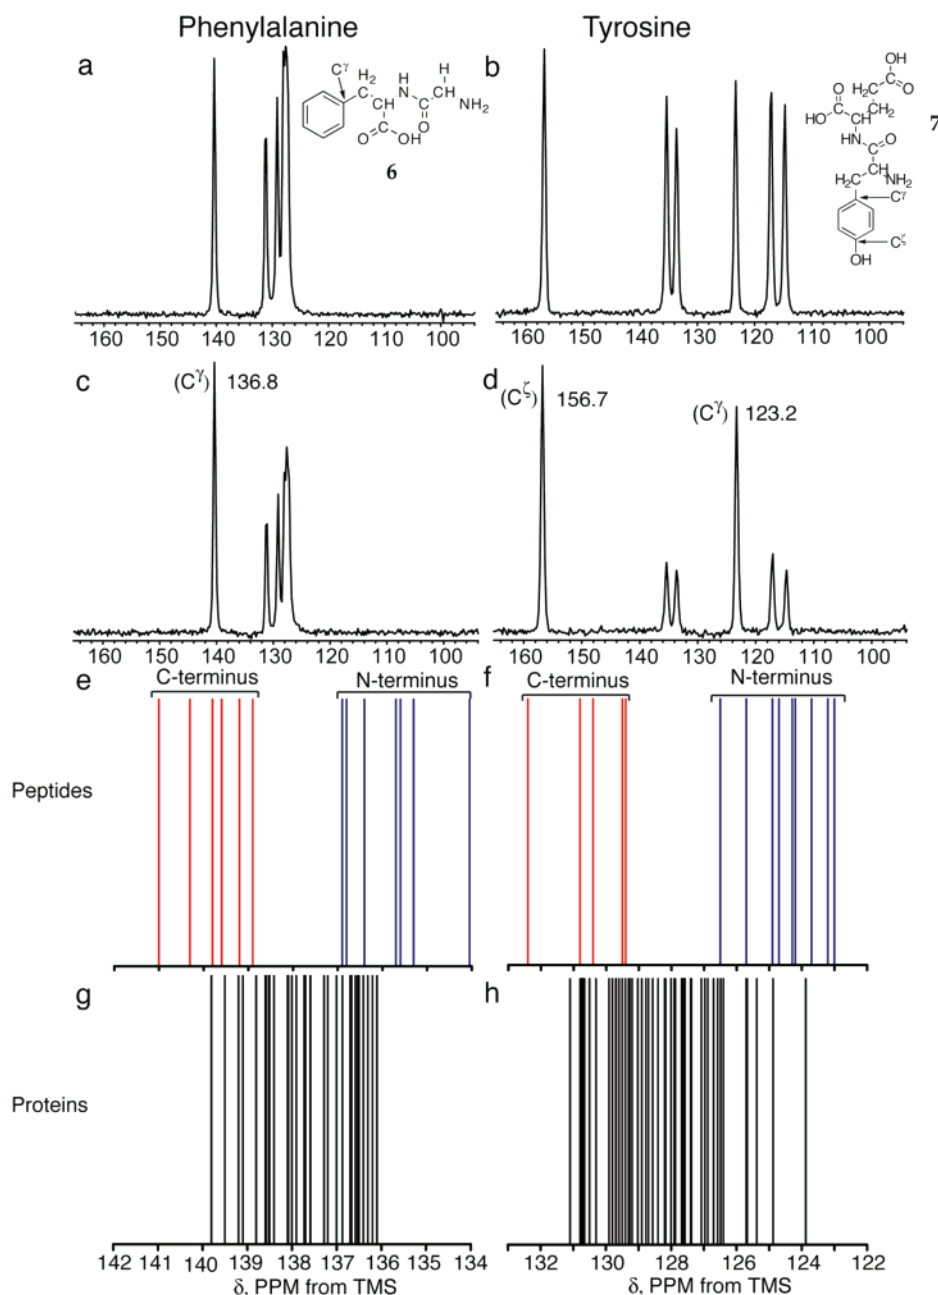 Phenylalanine
Tyrosine
a
Cγ
H2
C
H
N
O
H
CH
NH2
O
OH
6
b
OH
O
C
H2C
O
C
CH
CH2
HO
HN
O
C
CH
H2C
NH2
Cγ
Cζ
OH
7
160 150 140 130 120 110 100
160 150 140 130 120 110 100
c
(Cγ) 136.8
d
(Cζ)
156.7
(Cγ) 123.2
160 150 140 130 120 110 100
160 150 140 130 120 110 100
e
C-terminus
N-terminus
f
C-terminus
N-terminus
Peptides
g
h
Proteins
142 141 140 139 138 137 136 135 134
132 130 128 126 124 122
δ, PPM from TMS
δ, PPM from TMS